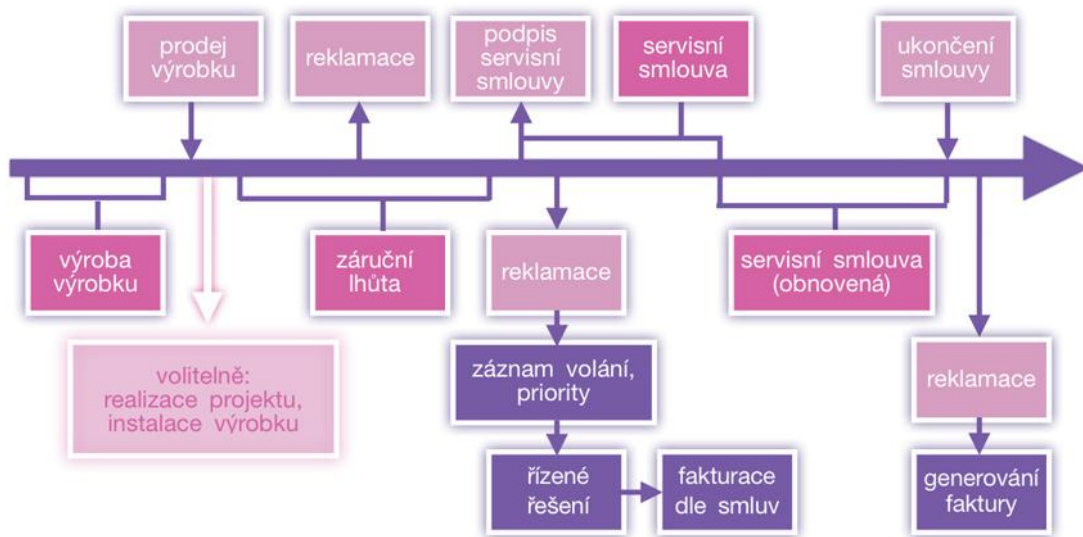 prodej
výrobku
reklamace
podpis
servisní
smlouvy
servisní
smlouva
ukončení
smlouvy
výroba
výrobku
záruční
lhůta
reklamace
servisní smlouva
(obnovená)
volitelně:
realizace projektu,
instalace výrobku
záznam volání,
priority
reklamace
řízené
řešení
fakturace
dle smluv
generování
faktury